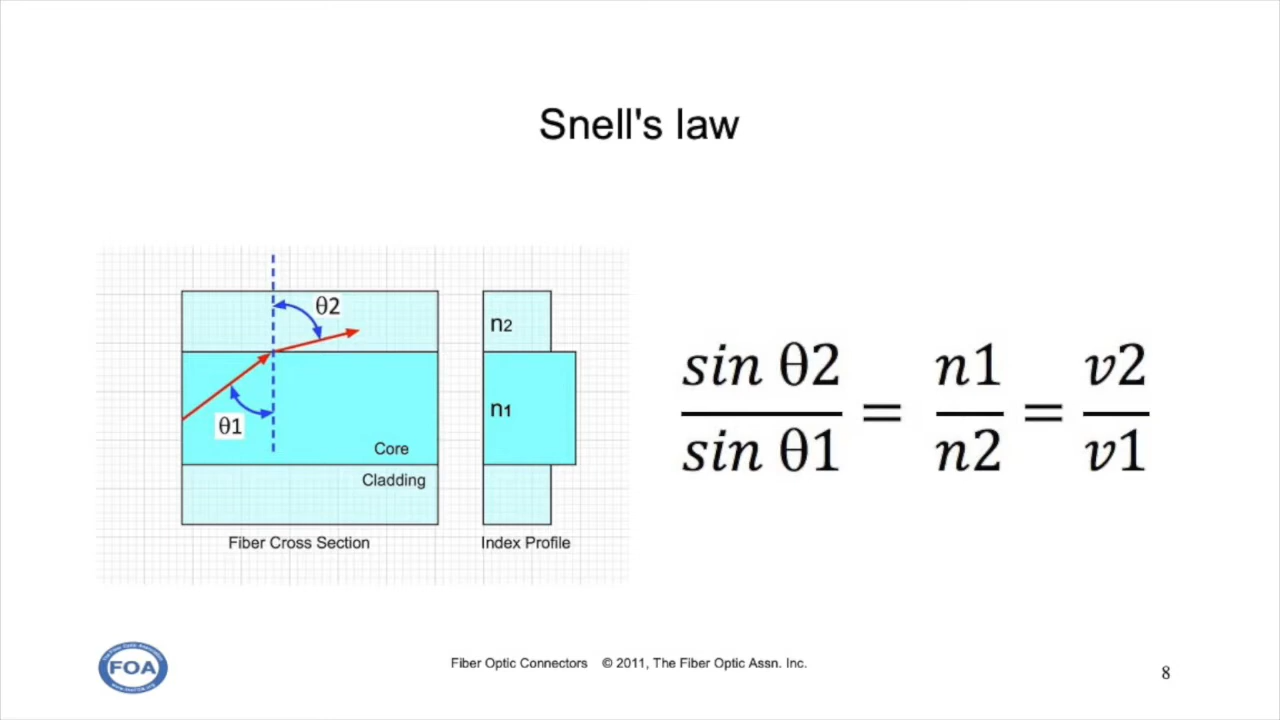 Snell's law
θ2
θ1
Core
Cladding
Fiber Cross Section
n2
n1
Index Profile
sin θ2 / sin θ1 = n1 / n2 = v2 / v1
FOA
Fiber Optic Connectors © 2011, The Fiber Optic Assn. Inc.
8